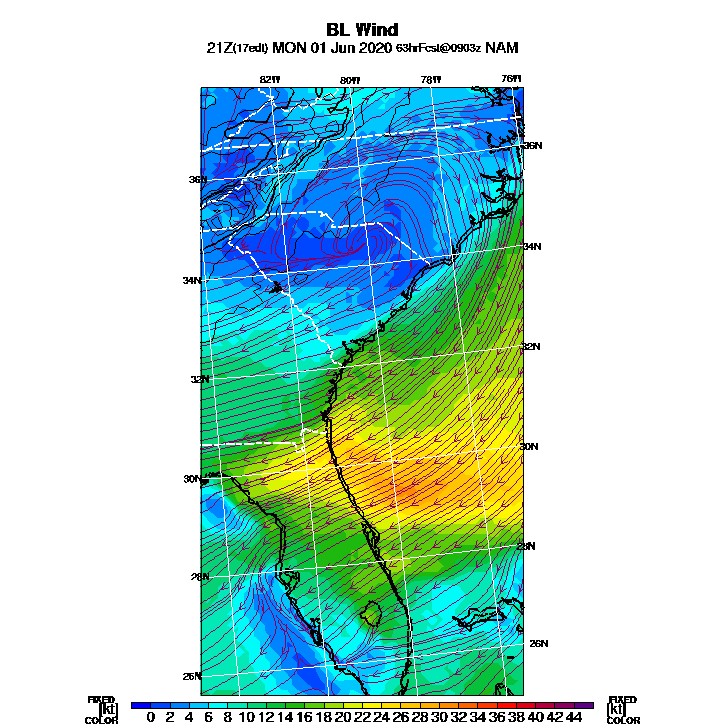 BL Wind
21Z(17edt) MON 01 Jun 2020 63hrFcst@0903z NAM
82W 80W 78W 76W
36N
36N
34N
34N
32N
32N
30N
30N
28N
28N
26N
26N
FIXED FIXED
[kt] 0 2 4 6 8 10 12 14 16 18 20 22 24 26 28 30 32 34 36 38 40 42 44 [kt]
COLOR COLOR